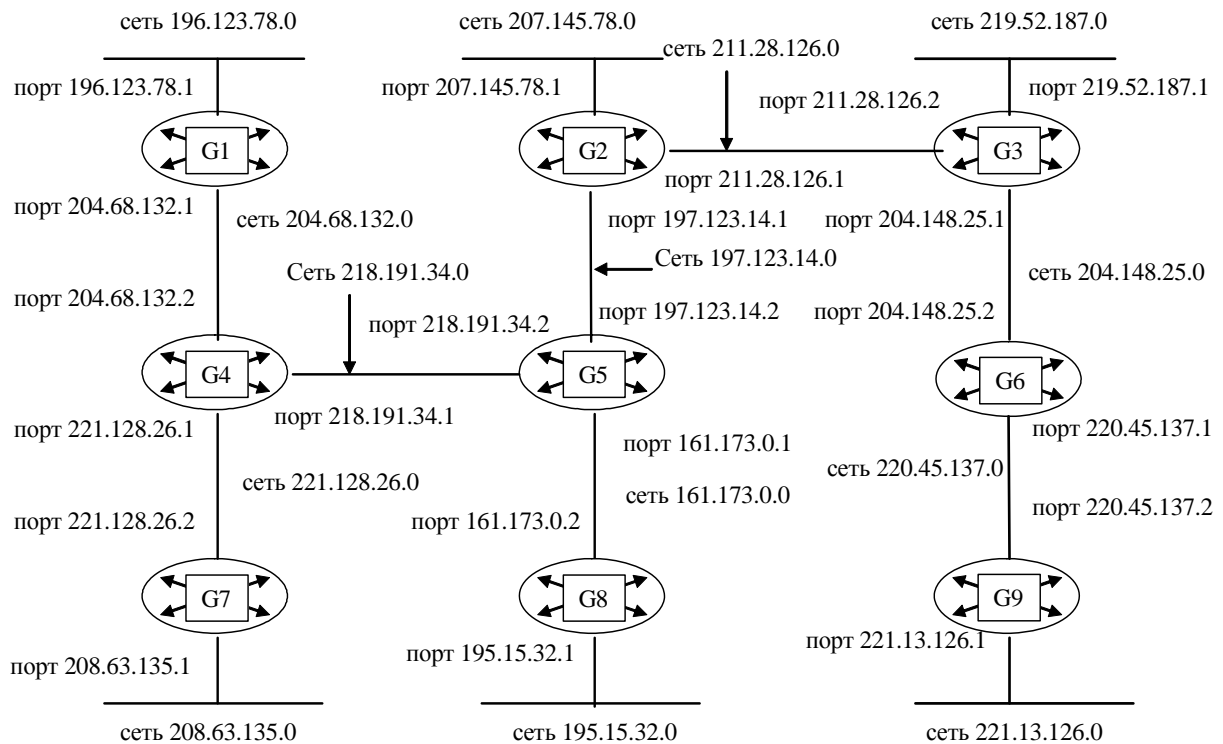 сеть 196.123.78.0
сеть 207.145.78.0
сеть 219.52.187.0
сеть 211.28.126.0
порт 196.123.78.1
порт 207.145.78.1
порт 211.28.126.2
порт 219.52.187.1
G1
G2
G3
порт 211.28.126.1
порт 204.68.132.1
сеть 204.68.132.0
порт 197.123.14.1
порт 204.148.25.1
Сеть 218.191.34.0
Сеть 197.123.14.0
сеть 204.148.25.0
порт 204.68.132.2
порт 218.191.34.2
порт 197.123.14.2
порт 204.148.25.2
G4
G5
G6
порт 218.191.34.1
порт 221.128.26.1
порт 161.173.0.1
порт 220.45.137.1
сеть 221.128.26.0
сеть 161.173.0.0
сеть 220.45.137.0
порт 221.128.26.2
порт 161.173.0.2
порт 220.45.137.2
G7
G8
G9
порт 208.63.135.1
порт 195.15.32.1
порт 221.13.126.1
сеть 208.63.135.0
сеть 195.15.32.0
сеть 221.13.126.0